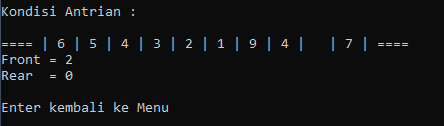 Kondisi Antrian :
==== | 6 | 5 | 4 | 3 | 2 | 1 | 9 | 4 |   | 7 | ====
Front = 2
Rear  = 0
Enter kembali ke Menu